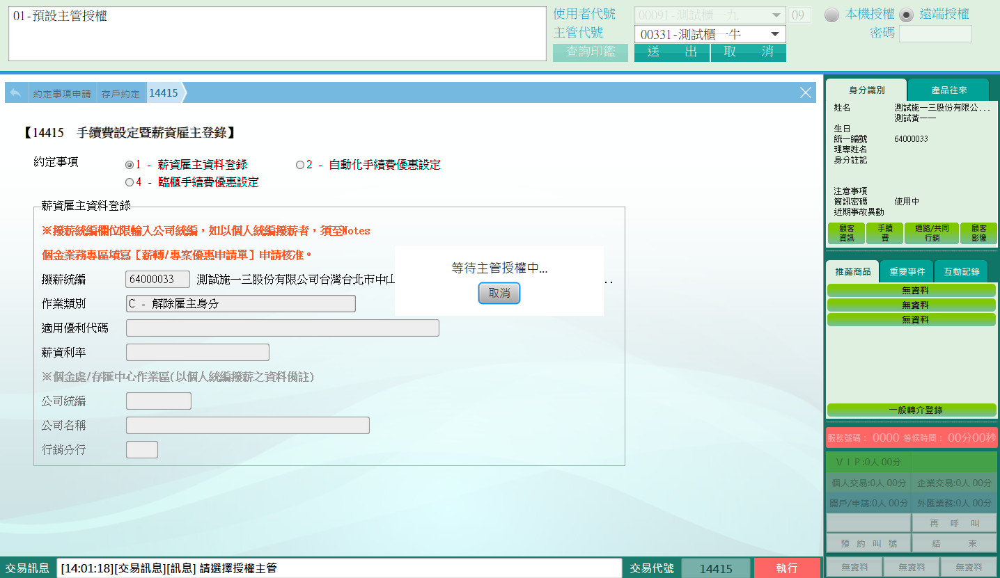 01-預設主管授權
使用者代號 00091-測試櫃一九 09 本機授權 遠端授權
主管代號 00331-測試櫃一牛 密碼
查詢印鑑 送 出 取 消
約定事項申請 存戶約定 14415
【14415 手續費設定暨薪資雇主登錄】
約定事項
1 - 薪資雇主資料登錄 2 - 自動化手續費優惠設定
4 - 臨櫃手續費優惠設定
薪資雇主資料登錄
※撥薪統編欄位限輸入公司統編，如以個人統編撥薪者，須至Notes
個金業務專區填寫［薪轉/專案優惠申請單］申請核准。
撥薪統編 64000033 測試施一三股份有限公司台灣台北市中山 ..
作業類別 C - 解除雇主身分
適用優利代碼
薪資利率
※個金處/存匯中心作業區(以個人統編撥薪之資料備註)
公司統編
公司名稱
行銷分行
等待主管授權中...
取消
身分識別 產品往來
姓名 測試施一三股份有限公...
測試黃一一
生日
統一編號 64000033
理專姓名
身分註記
注意事項
簡訊密碼 使用中
近期事故異動
顧客資訊 手續費 通路/共同行銷 顧客影像
推薦商品 重要事件 互動記錄
無資料
無資料
無資料
一般轉介登錄
服務號碼： 0000 等候時間： 00分00秒
ＶＩＰ:0人 00分
個人交易:0人 00分 企業交易:0人 00分
開戶/申請:0人 00分 外匯業務:0人 00分
再 呼 叫
預 約 叫 號 結 束
無資料 無資料 無資料
交易訊息 [14:01:18][交易訊息][訊息] 請選擇授權主管 交易代號 14415 執行